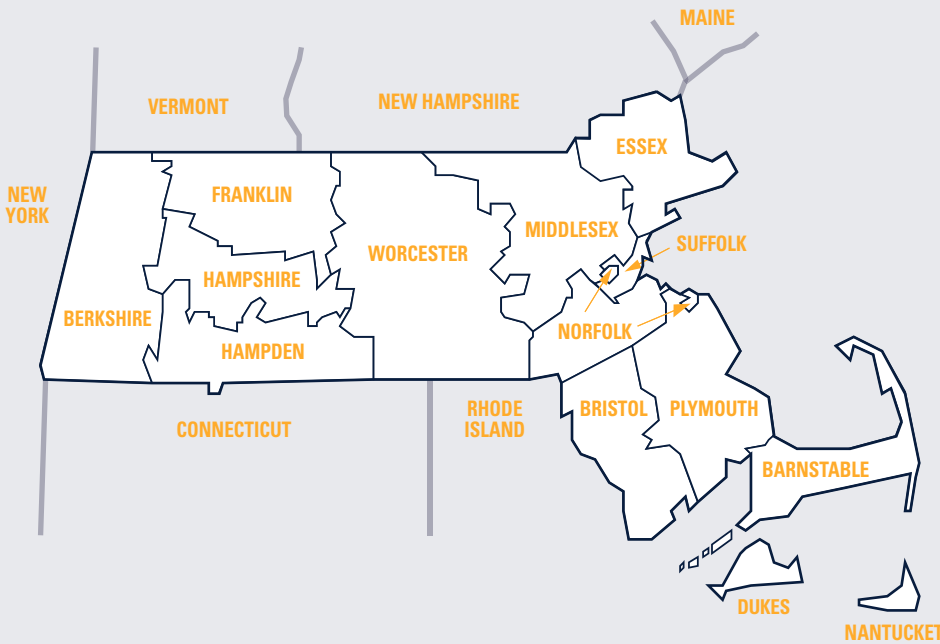 MAINE
VERMONT
NEW HAMPSHIRE
ESSEX
NEW
YORK
FRANKLIN
MIDDLESEX
SUFFOLK
WORCESTER
HAMPSHIRE
BERKSHIRE
NORFOLK
HAMPDEN
RHODE
ISLAND
BRISTOL
PLYMOUTH
CONNECTICUT
BARNSTABLE
DUKES
NANTUCKET